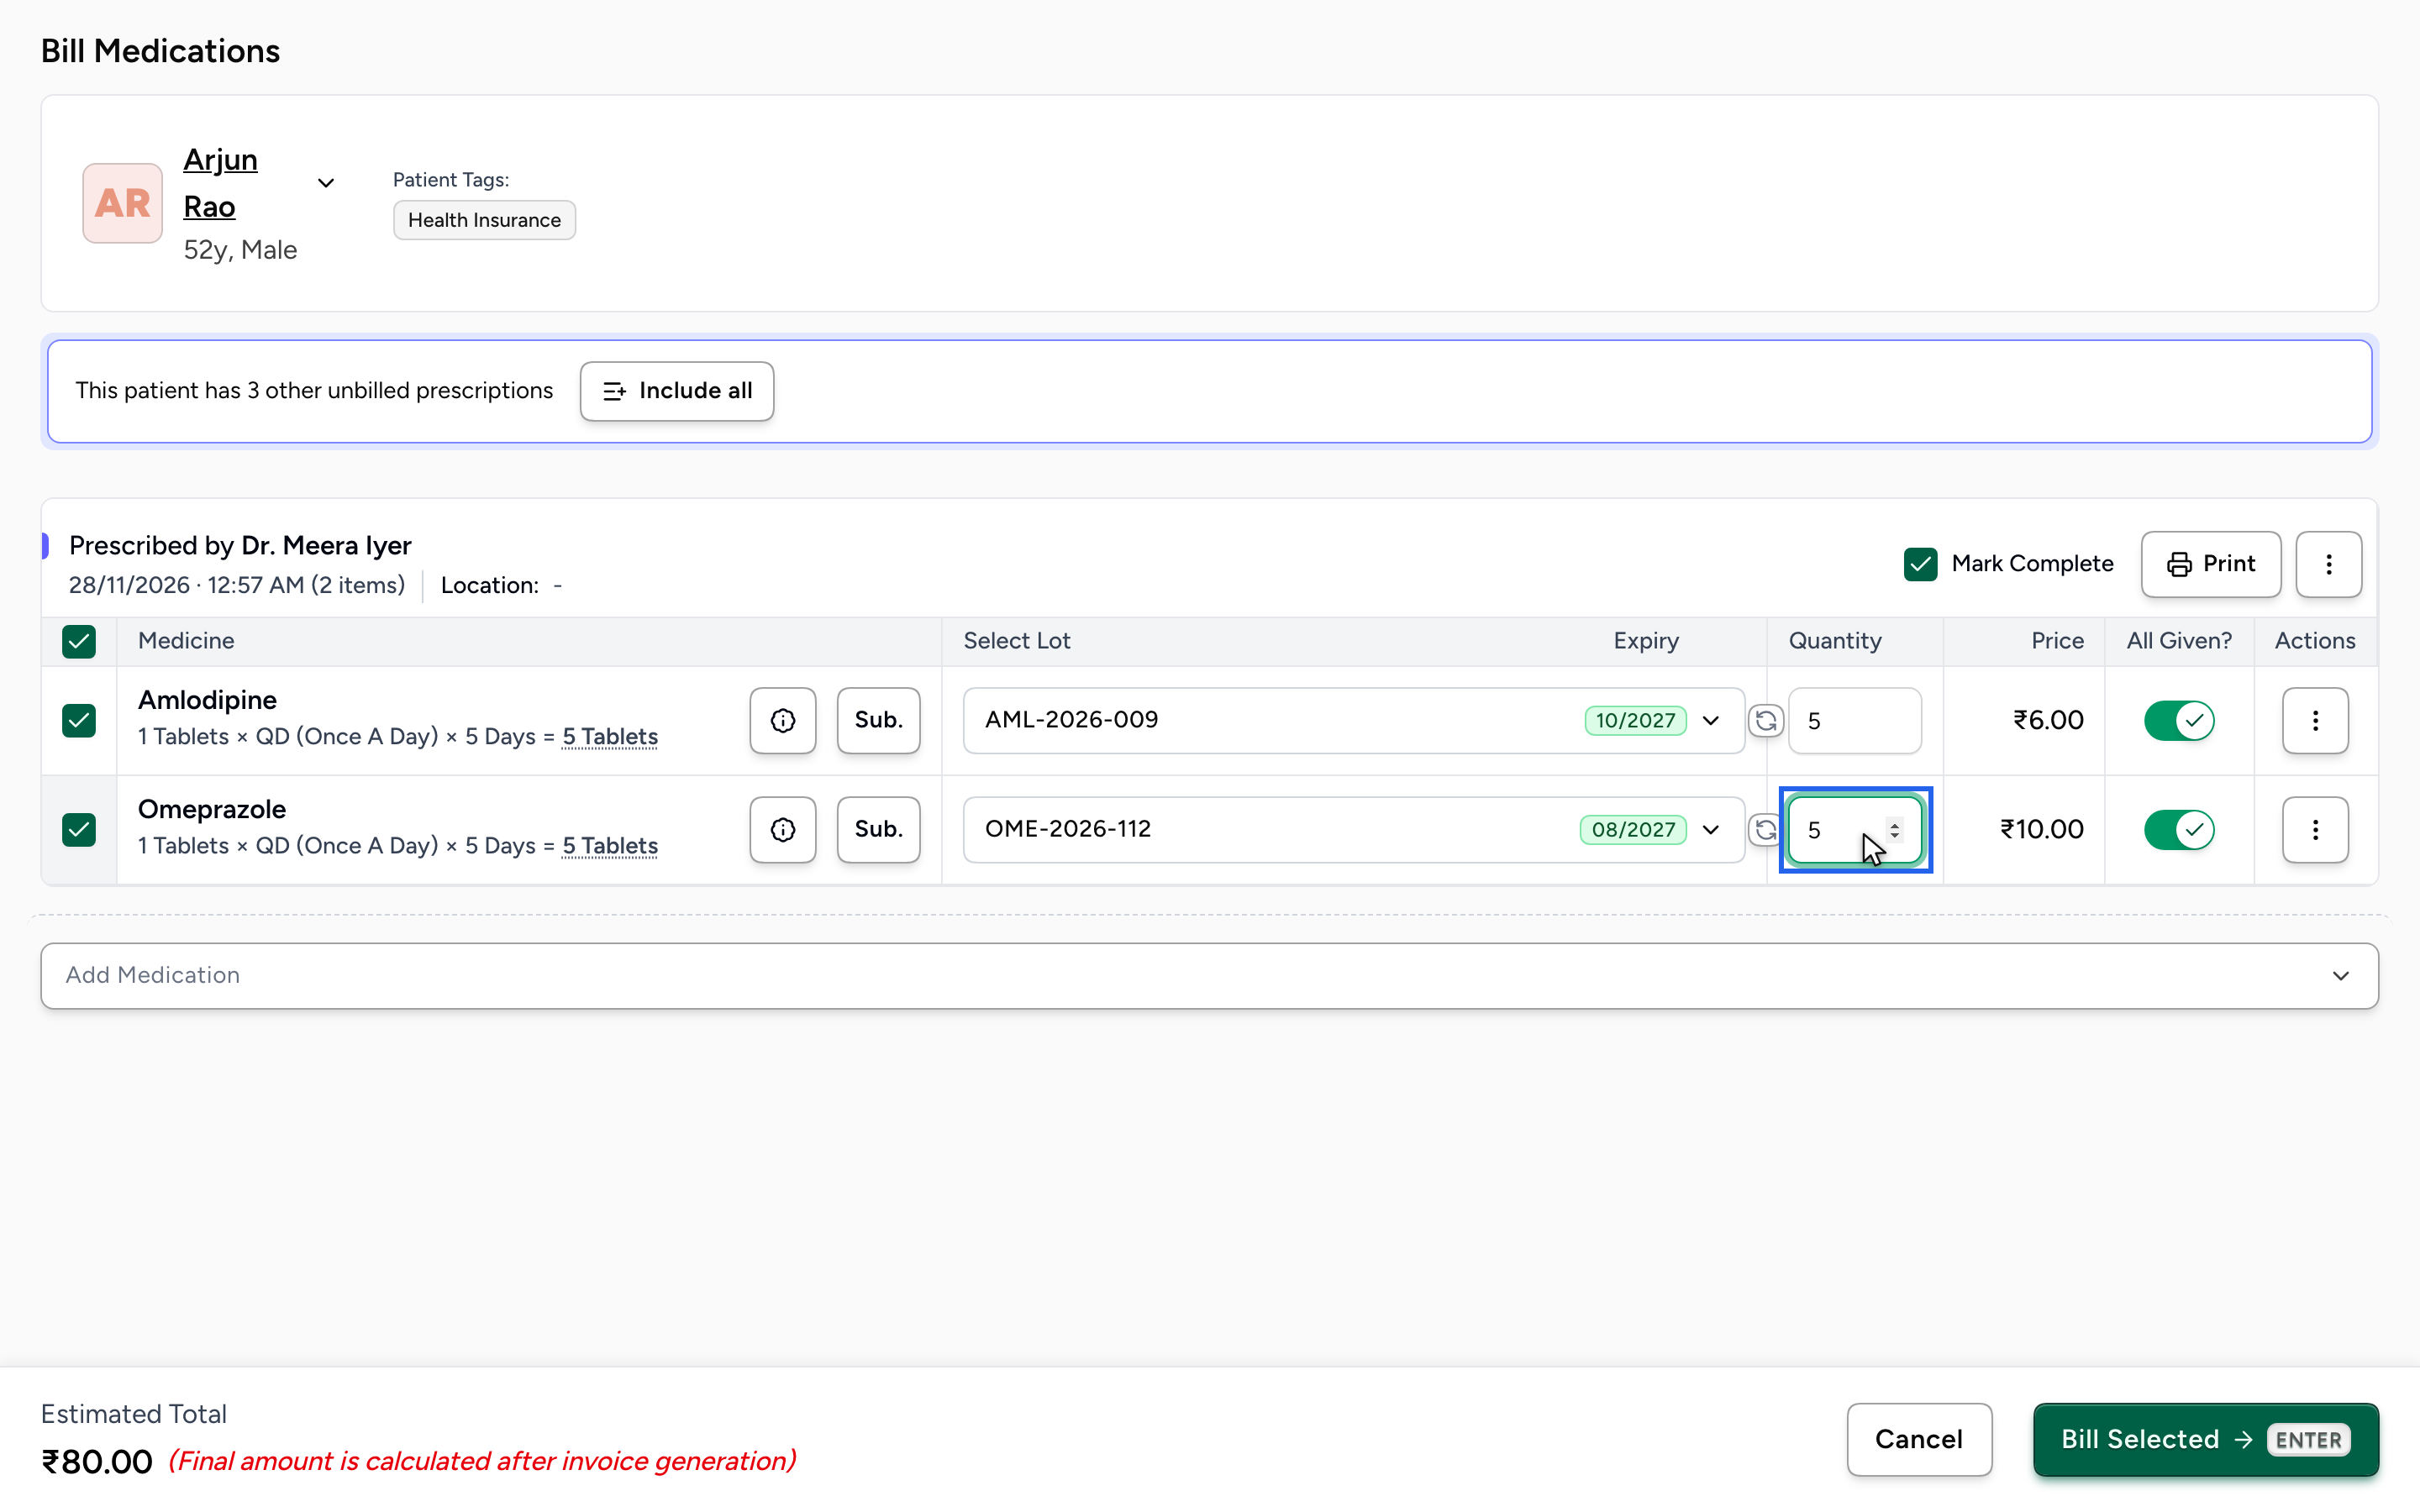 Bill Medications
AR
Arjun
Rao
52y, Male
Patient Tags:
Health Insurance
This patient has 3 other unbilled prescriptions
Include all
Prescribed by Dr. Meera Iyer
28/11/2026 · 12:57 AM (2 items)
Location: -
Mark Complete
Print
Medicine
Select Lot
Expiry
Quantity
Price
All Given?
Actions
Amlodipine
1 Tablets × QD (Once A Day) × 5 Days = 5 Tablets
Sub.
AML-2026-009
10/2027
5
₹6.00
Omeprazole
1 Tablets × QD (Once A Day) × 5 Days = 5 Tablets
Sub.
OME-2026-112
08/2027
5
₹10.00
Add Medication
Estimated Total
₹80.00 (Final amount is calculated after invoice generation)
Cancel
Bill Selected → ENTER